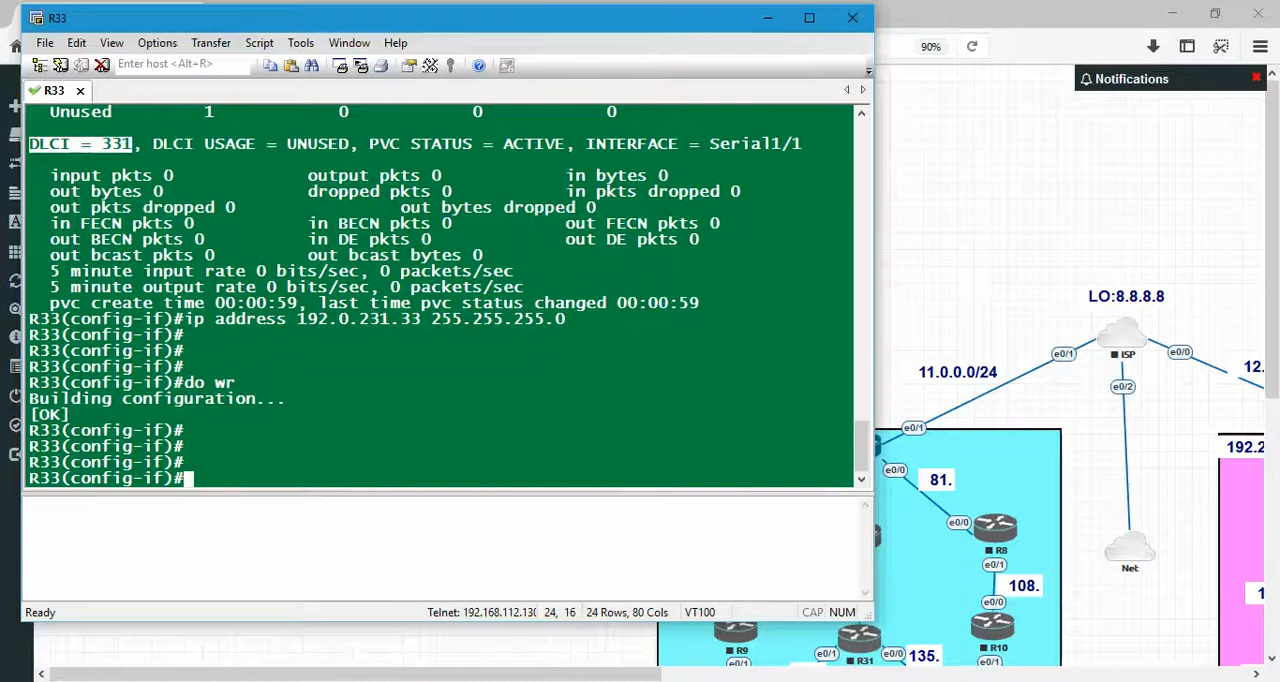 R33
File Edit View Options Transfer Script Tools Window Help
Enter host <Alt+R>
R33
Unused 1 0 0 0
DLCI = 331, DLCI USAGE = UNUSED, PVC STATUS = ACTIVE, INTERFACE = Serial1/1
input pkts 0 output pkts 0 in bytes 0
out bytes 0 dropped pkts 0 in pkts dropped 0
out pkts dropped 0 out bytes dropped 0
in FECN pkts 0 in BECN pkts 0 out FECN pkts 0
out BECN pkts 0 in DE pkts 0 out DE pkts 0
out bcast pkts 0 out bcast bytes 0
5 minute input rate 0 bits/sec, 0 packets/sec
5 minute output rate 0 bits/sec, 0 packets/sec
pvc create time 00:00:59, last time pvc status changed 00:00:59
R33(config-if)#ip address 192.0.231.33 255.255.255.0
R33(config-if)#
R33(config-if)#
R33(config-if)#
R33(config-if)#do wr
Building configuration...
[OK]
R33(config-if)#
R33(config-if)#
R33(config-if)#
R33(config-if)#
Ready Telnet: 192.168.112.130 24, 16 24 Rows, 80 Cols VT100 CAP NUM
90%
Notifications
LO:8.8.8.8
e0/1 ISP e0/0
11.0.0.0/24
12.
e0/2
e0/1
192.2
e0/0
81.
e0/0
R8
e0/1
Net
108.
e0/0
1
R9
R31
R10
e0/1
e0/1
e0/0
135.
e0/1